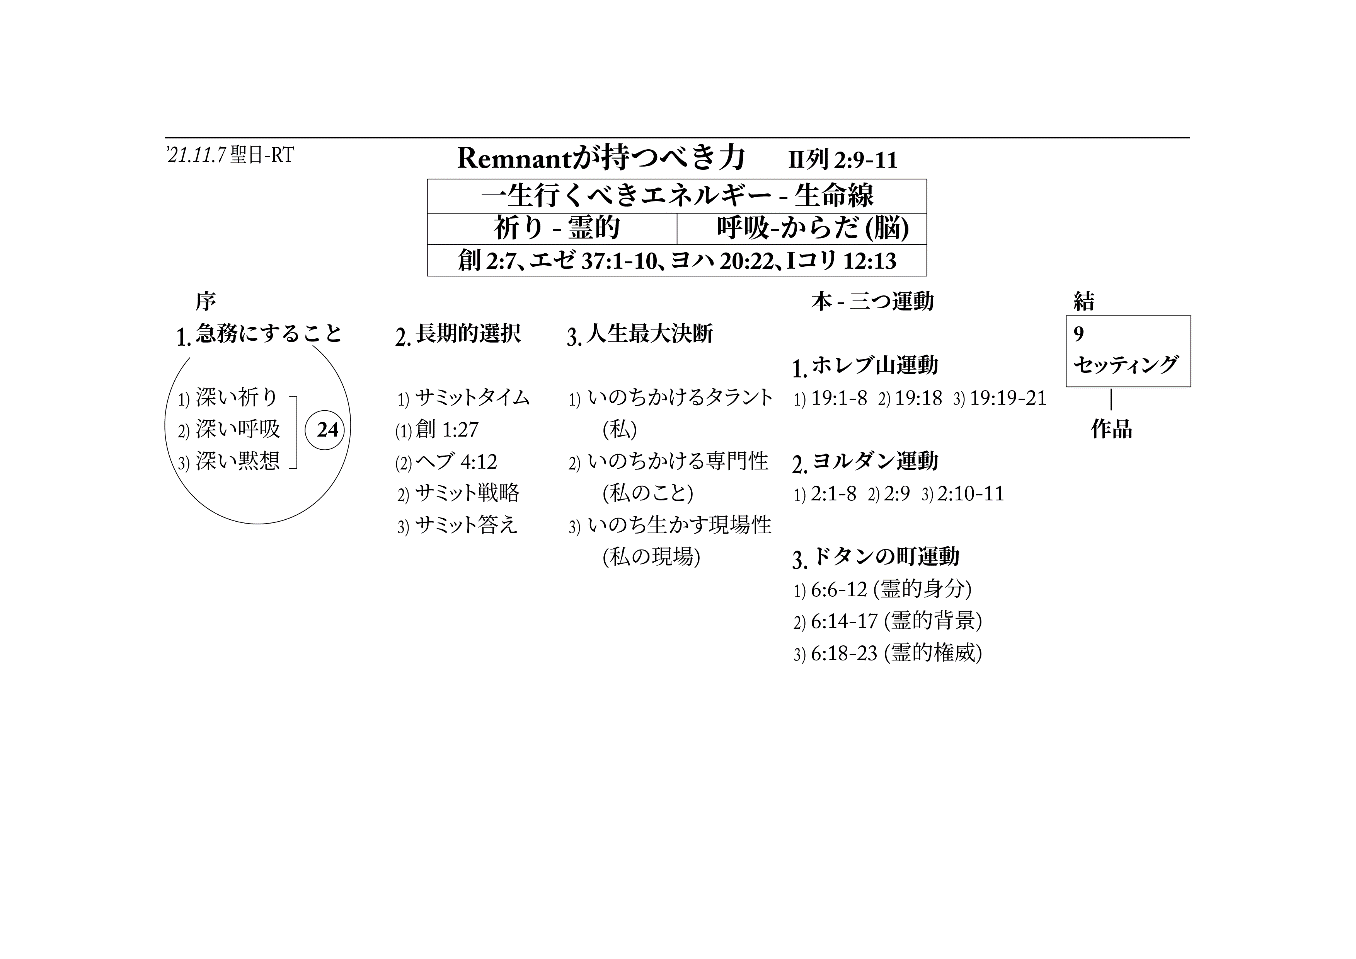 '21.11.7 聖日-RT
Remnantが持つべき力 Ⅱ列 2:9-11
一生行くべきエネルギー - 生命線
祈り - 霊的
呼吸-からだ (脳)
創 2:7、エゼ 37:1-10、ヨハ 20:22、Iコリ 12:13
序
1. 急務にすること
1) 深い祈り
2) 深い呼吸
3) 深い黙想
24
2. 長期的選択
1) サミットタイム
(1) 創 1:27
(2) ヘブ 4:12
2) サミット戦略
3) サミット答え
3. 人生最大決断
1) いのちかけるタラント
(私)
2) いのちかける専門性
(私のこと)
3) いのち生かす現場性
(私の現場)
本 - 三つ運動
1. ホレブ山運動
1) 19:1-8 2) 19:18 3) 19:19-21
2. ヨルダン運動
1) 2:1-8 2) 2:9 3) 2:10-11
3. ドタンの町運動
1) 6:6-12 (霊的身分)
2) 6:14-17 (霊的背景)
3) 6:18-23 (霊的権威)
結
9
セッティング
作品